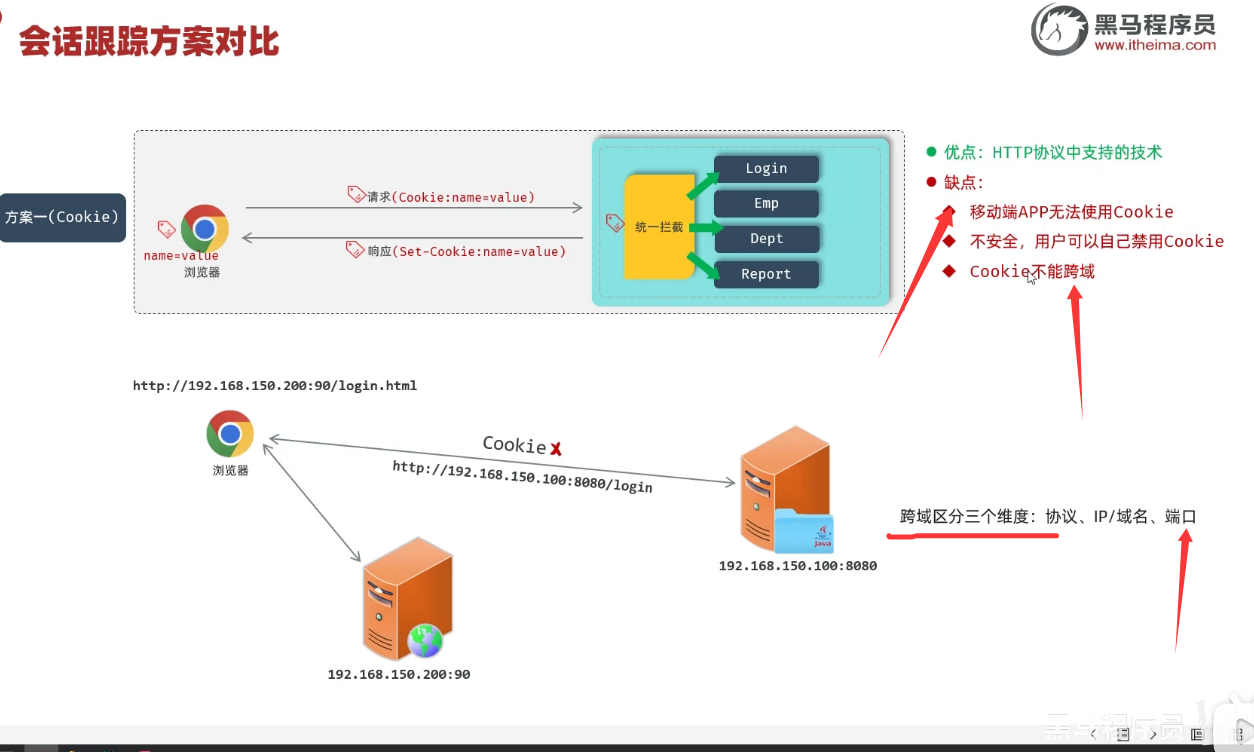 会话跟踪方案对比
黑马程序员
www.itheima.com
方案一(Cookie)
name=value
浏览器
请求(Cookie:name=value)
响应(Set-Cookie:name=value)
统一拦截
Login
Emp
Dept
Report
优点：HTTP协议中支持的技术
缺点：
移动端APP无法使用Cookie
不安全，用户可以自己禁用Cookie
Cookie不能跨域
http://192.168.150.200:90/login.html
浏览器
Cookie
http://192.168.150.100:8080/login
Java
192.168.150.100:8080
192.168.150.200:90
跨域区分三个维度：协议、IP/域名、端口
黑马程序员